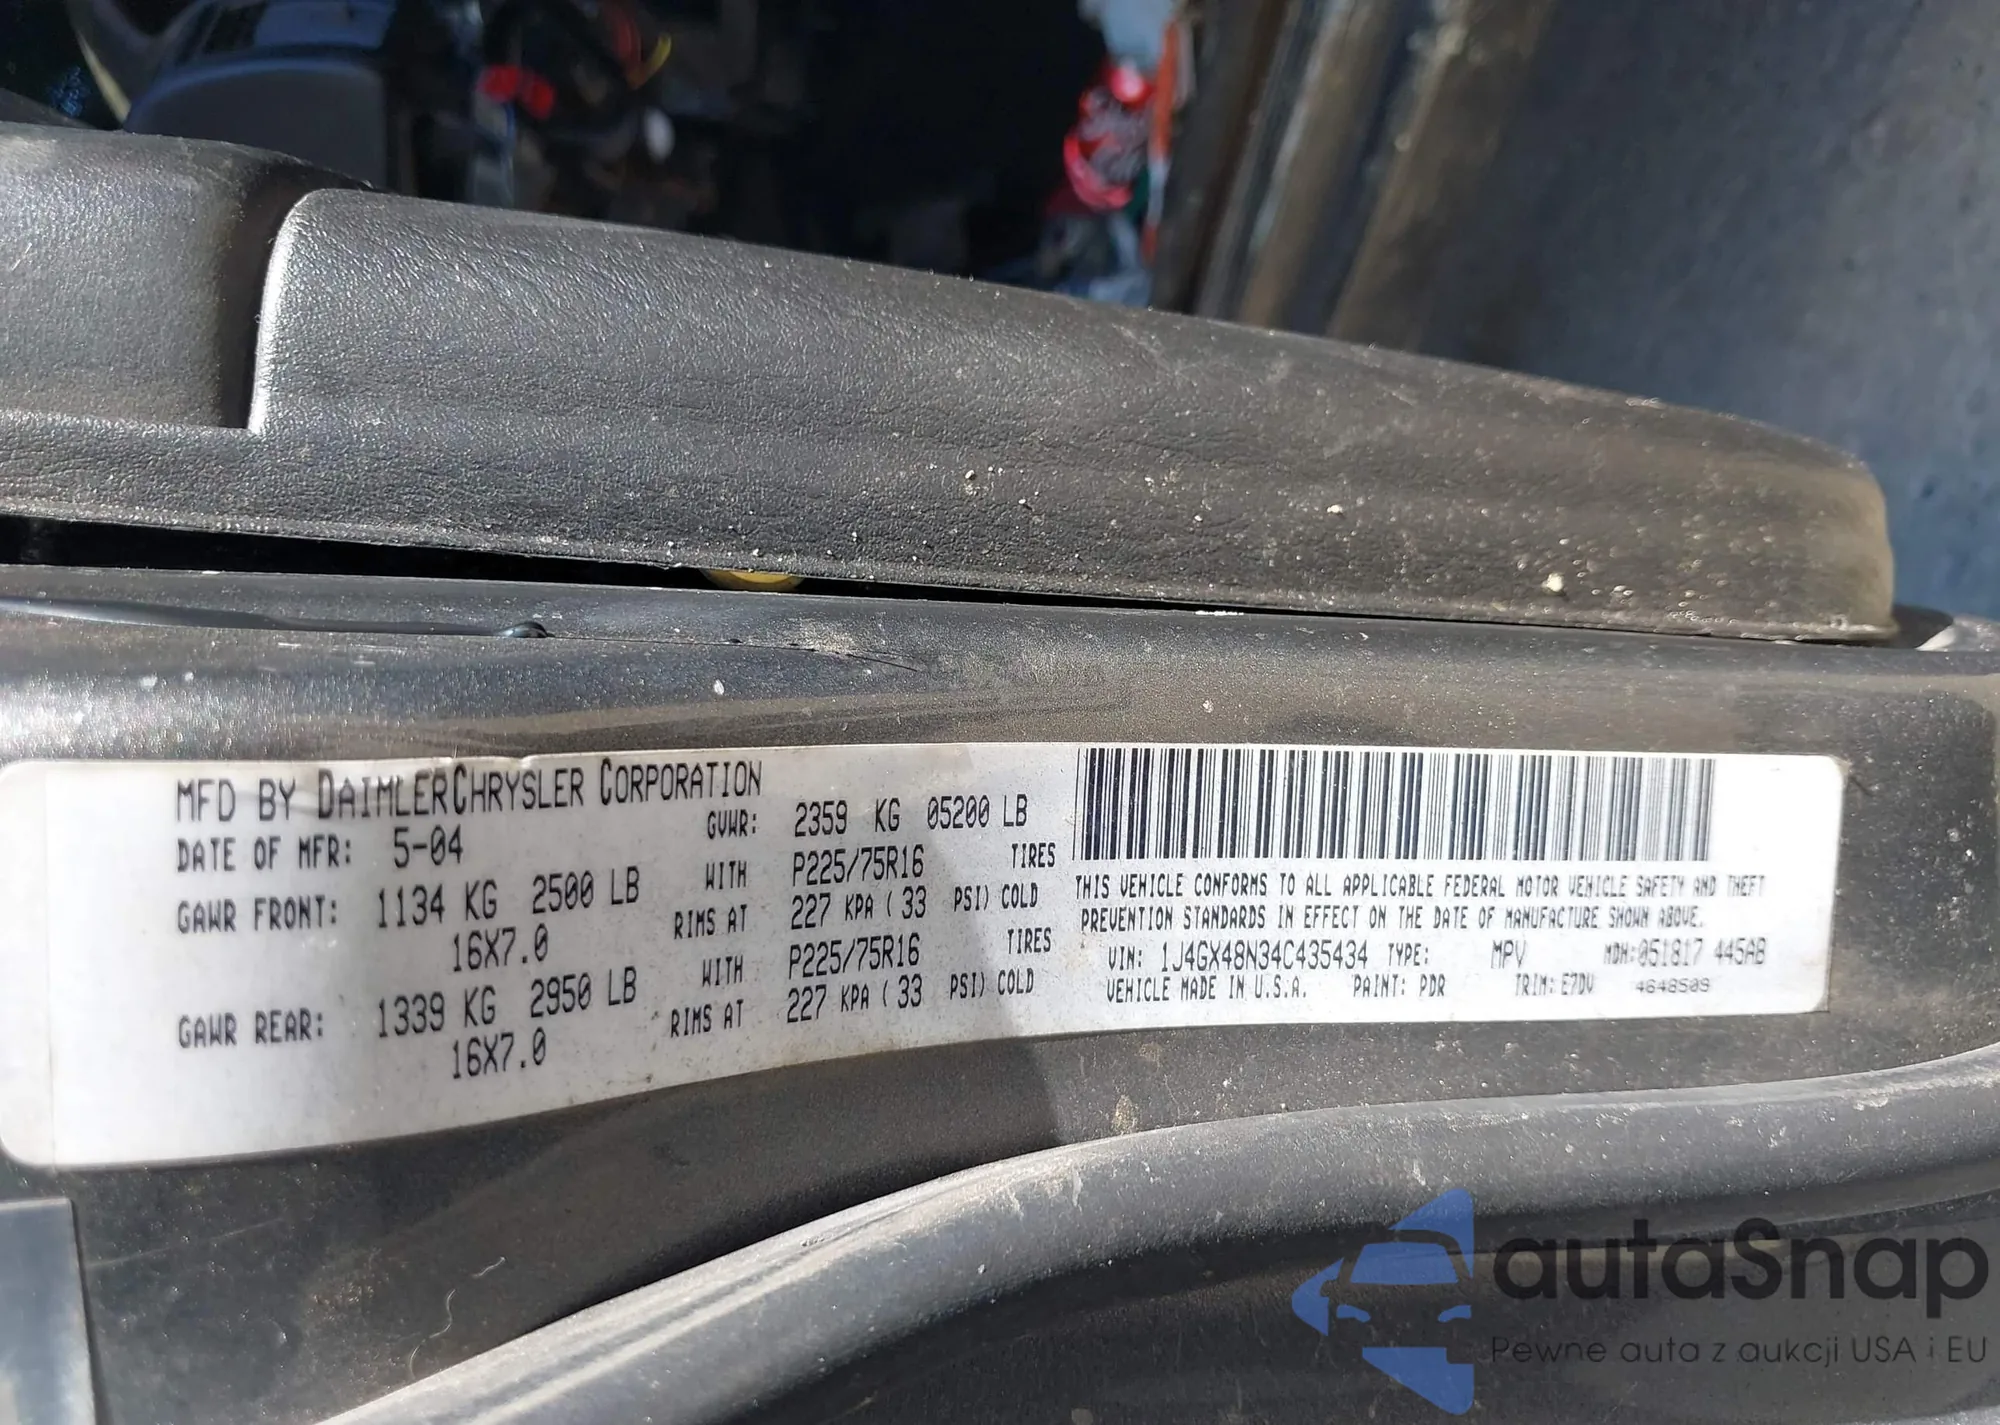 MFD BY DAIMLERCHRYSLER CORPORATION
DATE OF MFR: 5-04 GVWR: 2359 KG 05200 LB
GAWR FRONT: 1134 KG 2500 LB WITH P225/75R16 TIRES
16X7.0 RIMS AT 227 KPA ( 33 PSI) COLD
GAWR REAR: 1339 KG 2950 LB WITH P225/75R16 TIRES
16X7.0 RIMS AT 227 KPA ( 33 PSI) COLD
THIS VEHICLE CONFORMS TO ALL APPLICABLE FEDERAL MOTOR VEHICLE SAFETY AND THEFT
PREVENTION STANDARDS IN EFFECT ON THE DATE OF MANUFACTURE SHOWN ABOVE.
VIN: 1J4GX48N34C435434 TYPE: MPV MDH:051817 445AB
VEHICLE MADE IN U.S.A. PAINT: PDR TRIM: E7DV 4648509
autaSnap
Pewne auta z aukcji USA i EU